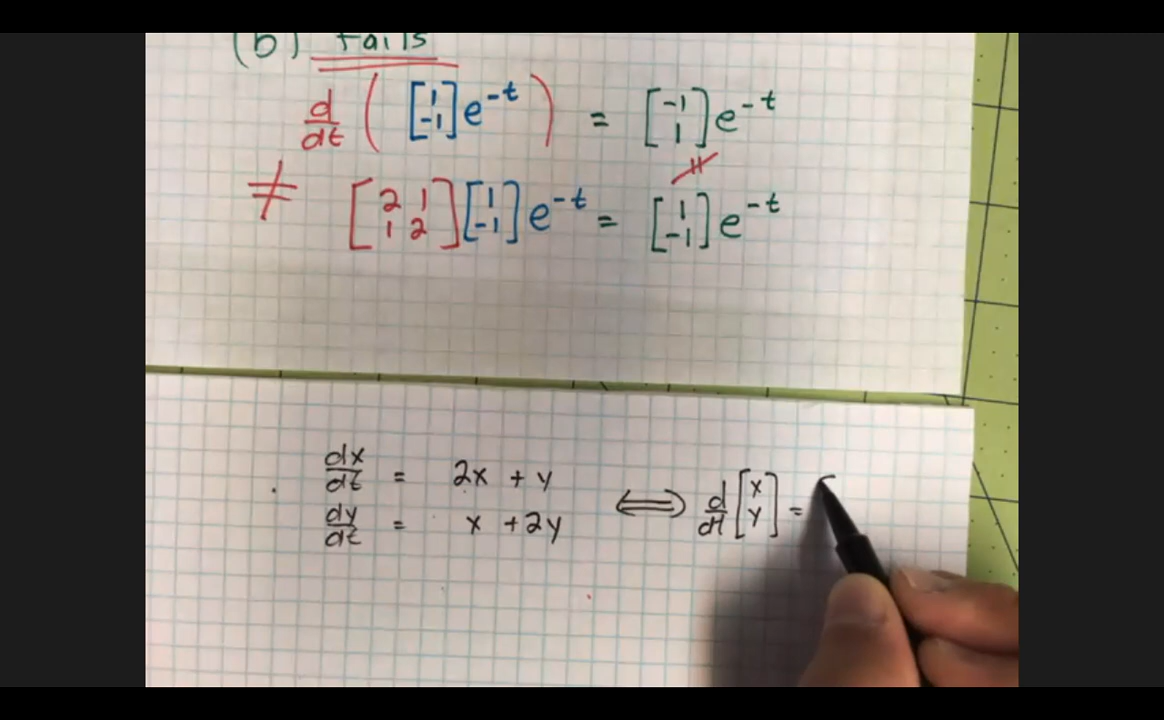 (b) Fails
d/dt ( [1 -1] e^-t ) = [-1 1] e^-t
≠ [2 1 1 2] [1 -1] e^-t = [1 -1] e^-t
dx/dt = 2x + y ⟺ d/dt [x y] = [
dy/dt = x + 2y